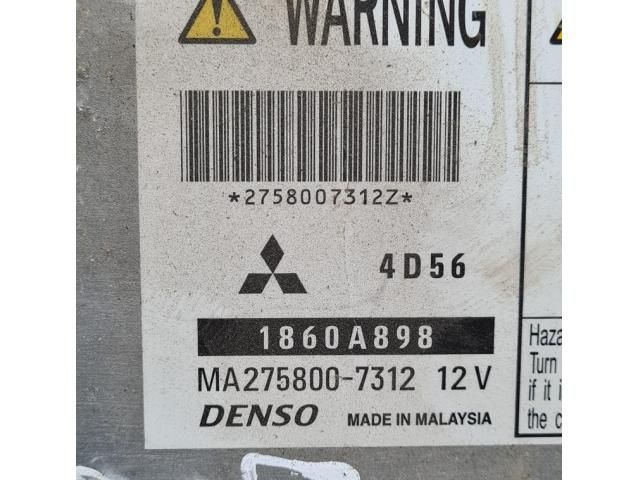 WARNING
*2758007312Z*
4D56
1860A898
MA275800-7312 12V
DENSO MADE IN MALAYSIA
Haza
Turn
if it i
the c